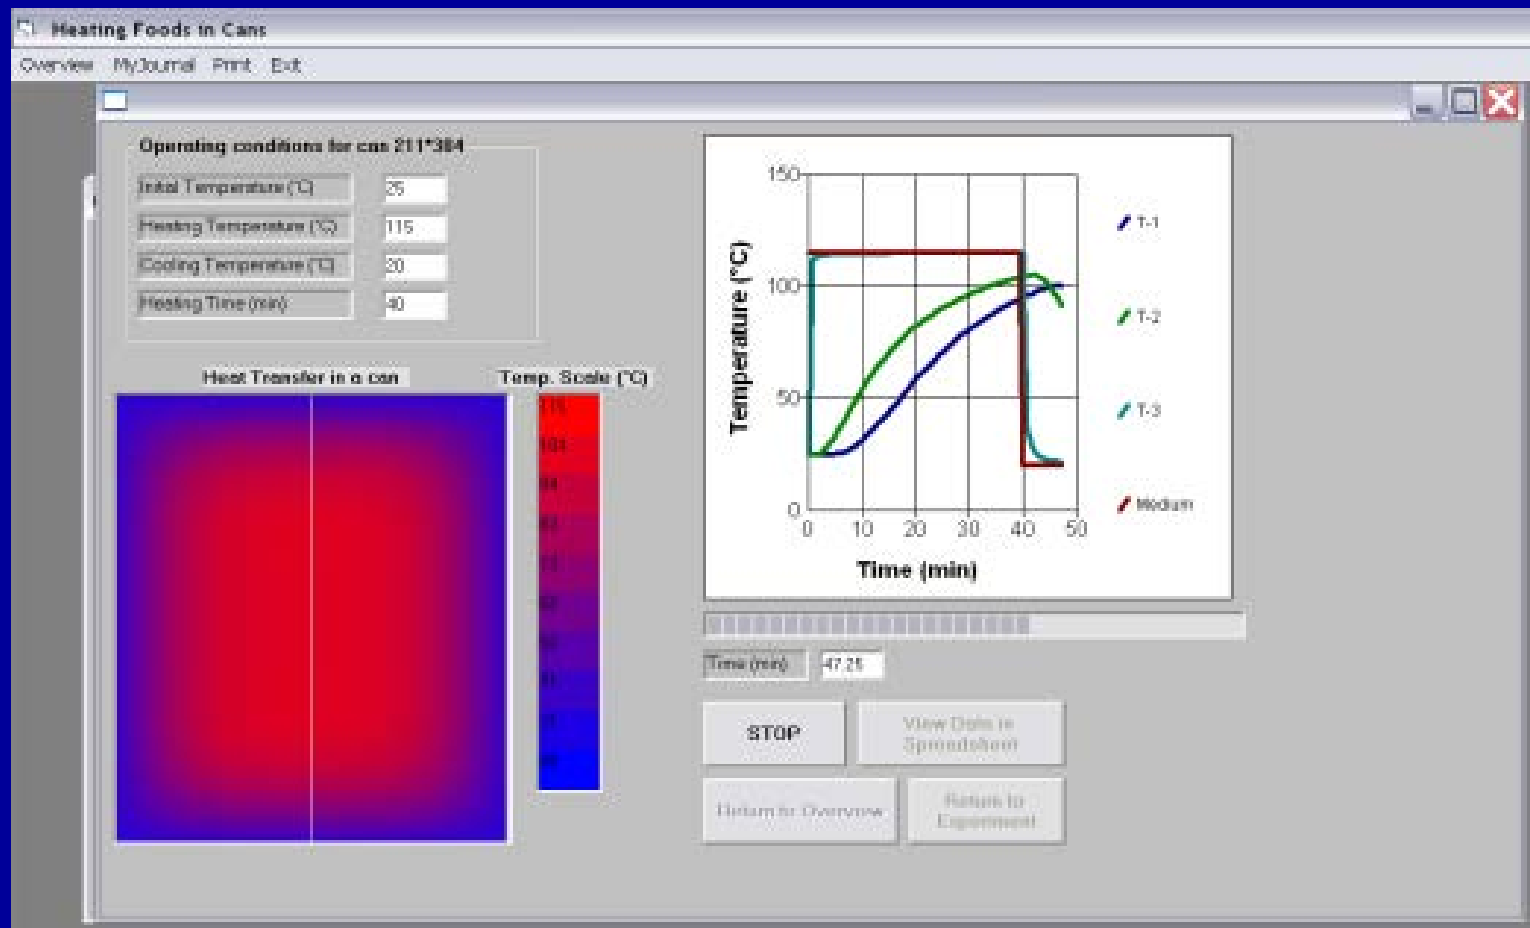 Heating Foods in Cans
Overview MyJournal Print Exit
Operating conditions for can 211*304
Initial Temperature (°C) 25
Heating Temperature (°C) 115
Cooling Temperature (°C) 20
Heating Time (min) 40
Heat Transfer in a can
Temp. Scale (°C)
115
94
Temperature (°C)
150
100
50
0
0 10 20 30 40 50
Time (min)
T-1
T-2
T-3
Medium
Time (min) 47.25
STOP
View Data in
Spreadsheet
Return to Overview
Return to
Experiment